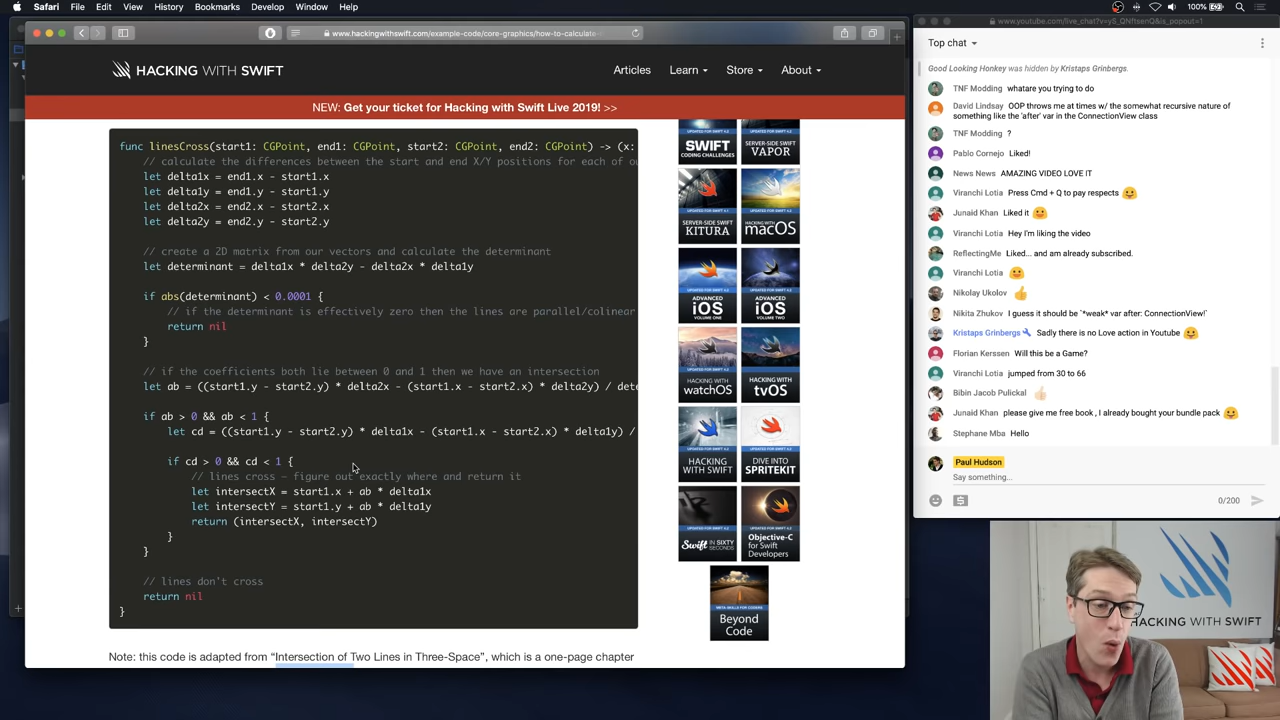 Safari File Edit View History Bookmarks Develop Window Help
100%
www.hackingwithswift.com/example-code/core-graphics/how-to-calculate-
HACKING WITH SWIFT
Articles Learn Store About
NEW: Get your ticket for Hacking with Swift Live 2019! >>
func linesCross(start1: CGPoint, end1: CGPoint, start2: CGPoint, end2: CGPoint) -> (x:
// calculate the differences between the start and end X/Y positions for each of ou
let delta1x = end1.x - start1.x
let delta1y = end1.y - start1.y
let delta2x = end2.x - start2.x
let delta2y = end2.y - start2.y
// create a 2D matrix from our vectors and calculate the determinant
let determinant = delta1x * delta2y - delta2x * delta1y
if abs(determinant) < 0.0001 {
// if the determinant is effectively zero then the lines are parallel/colinear
return nil
}
// if the coefficients both lie between 0 and 1 then we have an intersection
let ab = ((start1.y - start2.y) * delta2x - (start1.x - start2.x) * delta2y) / dete
if ab > 0 && ab < 1 {
let cd = ((start1.y - start2.y) * delta1x - (start1.x - start2.x) * delta1y) /
if cd > 0 && cd < 1 {
// lines cross – figure out exactly where and return it
let intersectX = start1.x + ab * delta1x
let intersectY = start1.y + ab * delta1y
return (intersectX, intersectY)
}
}
// lines don't cross
return nil
}
Note: this code is adapted from “Intersection of Two Lines in Three-Space”, which is a one-page chapter
SWIFT
CODING CHALLENGES
SERVER-SIDE SWIFT
VAPOR
SERVER-SIDE SWIFT
KITURA
HACKING WITH
macOS
ADVANCED
iOS
VOLUME ONE
ADVANCED
iOS
VOLUME TWO
HACKING WITH
watchOS
HACKING WITH
tvOS
HACKING
WITH SWIFT
DIVE INTO
SPRITEKIT
Swift IN SIXTY SECONDS
Objective-C
for Swift
Developers
Beyond
Code
www.youtube.com/live_chat?v=yS_QNftsenQ&is_popout=1
Top chat
Good Looking Honkey was hidden by Kristaps Grinbergs.
TNF Modding whatare you trying to do
David Lindsay OOP throws me at times w/ the somewhat recursive nature of
something like the 'after' var in the ConnectionView class
TNF Modding ?
Pablo Cornejo Liked!
News News AMAZING VIDEO LOVE IT
Viranchi Lotia Press Cmd + Q to pay respects
Junaid Khan Liked it
Viranchi Lotia Hey I'm liking the video
ReflectingMe Liked... and am already subscribed.
Viranchi Lotia
Nikolay Ukolov
Nikita Zhukov I guess it should be `*weak* var after: ConnectionView!`
Kristaps Grinbergs Sadly there is no Love action in Youtube
Florian Kerssen Will this be a Game?
Viranchi Lotia jumped from 30 to 66
Bibin Jacob Pulickal
Junaid Khan please give me free book , I already bought your bundle pack
Stephane Mba Hello
Paul Hudson
Say something...
0/200
HACKING WITH SWIFT